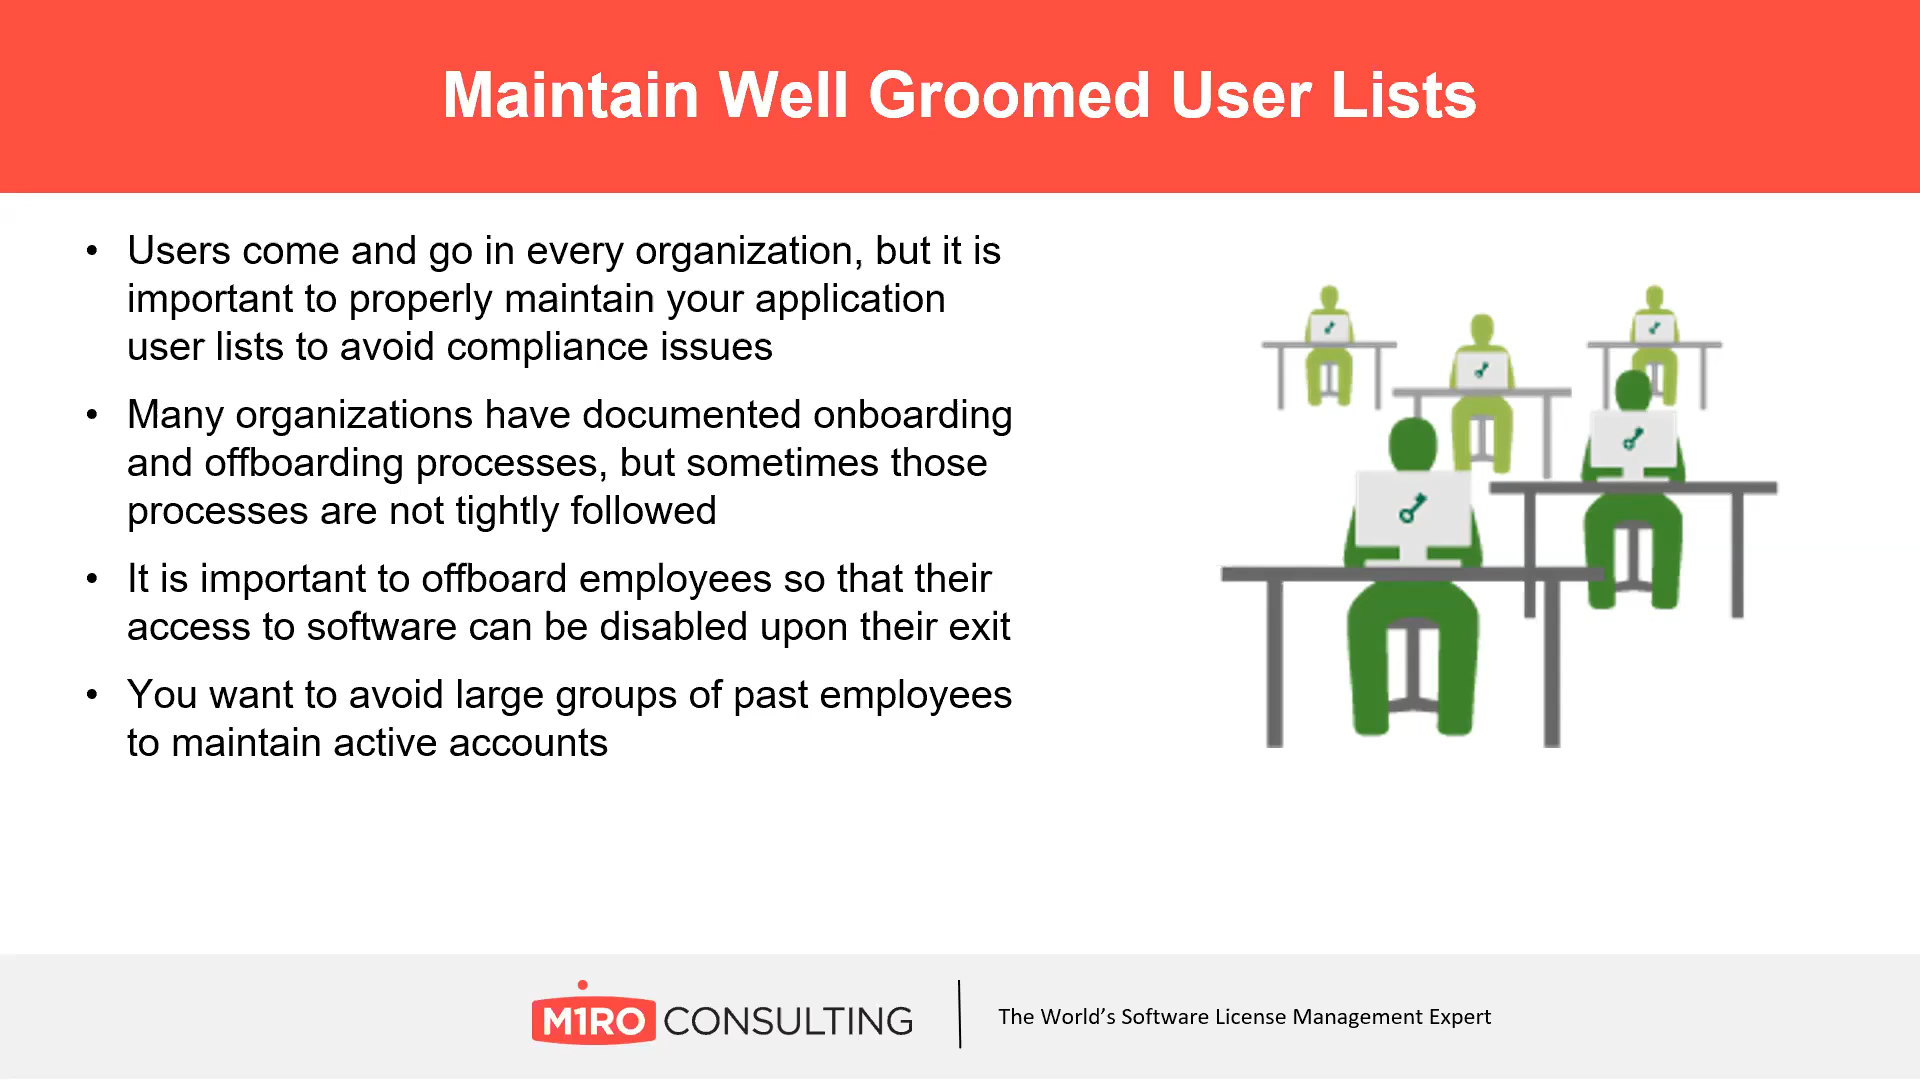 Maintain Well Groomed User Lists
• Users come and go in every organization, but it is
important to properly maintain your application
user lists to avoid compliance issues
• Many organizations have documented onboarding
and offboarding processes, but sometimes those
processes are not tightly followed
• It is important to offboard employees so that their
access to software can be disabled upon their exit
• You want to avoid large groups of past employees
to maintain active accounts
M1RO CONSULTING
The World’s Software License Management Expert